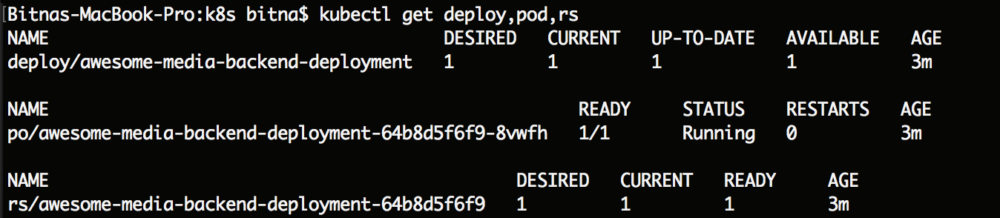 [Bitnas-MacBook-Pro:k8s bitna$ kubectl get deploy,pod,rs
NAME DESIRED CURRENT UP-TO-DATE AVAILABLE AGE
deploy/awesome-media-backend-deployment 1 1 1 1 3m
NAME READY STATUS RESTARTS AGE
po/awesome-media-backend-deployment-64b8d5f6f9-8vwfh 1/1 Running 0 3m
NAME DESIRED CURRENT READY AGE
rs/awesome-media-backend-deployment-64b8d5f6f9 1 1 1 3m